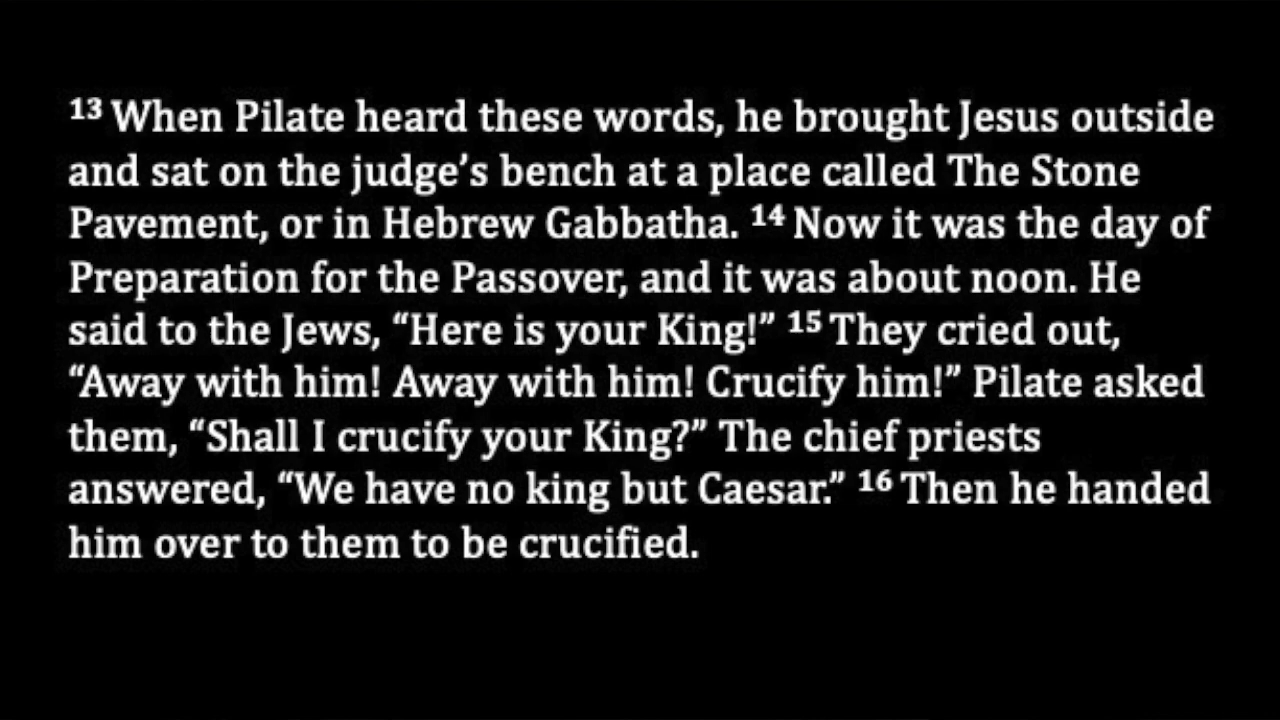 13 When Pilate heard these words, he brought Jesus outside
and sat on the judge’s bench at a place called The Stone
Pavement, or in Hebrew Gabbatha. 14 Now it was the day of
Preparation for the Passover, and it was about noon. He
said to the Jews, “Here is your King!” 15 They cried out,
“Away with him! Away with him! Crucify him!” Pilate asked
them, “Shall I crucify your King?” The chief priests
answered, “We have no king but Caesar.” 16 Then he handed
him over to them to be crucified.